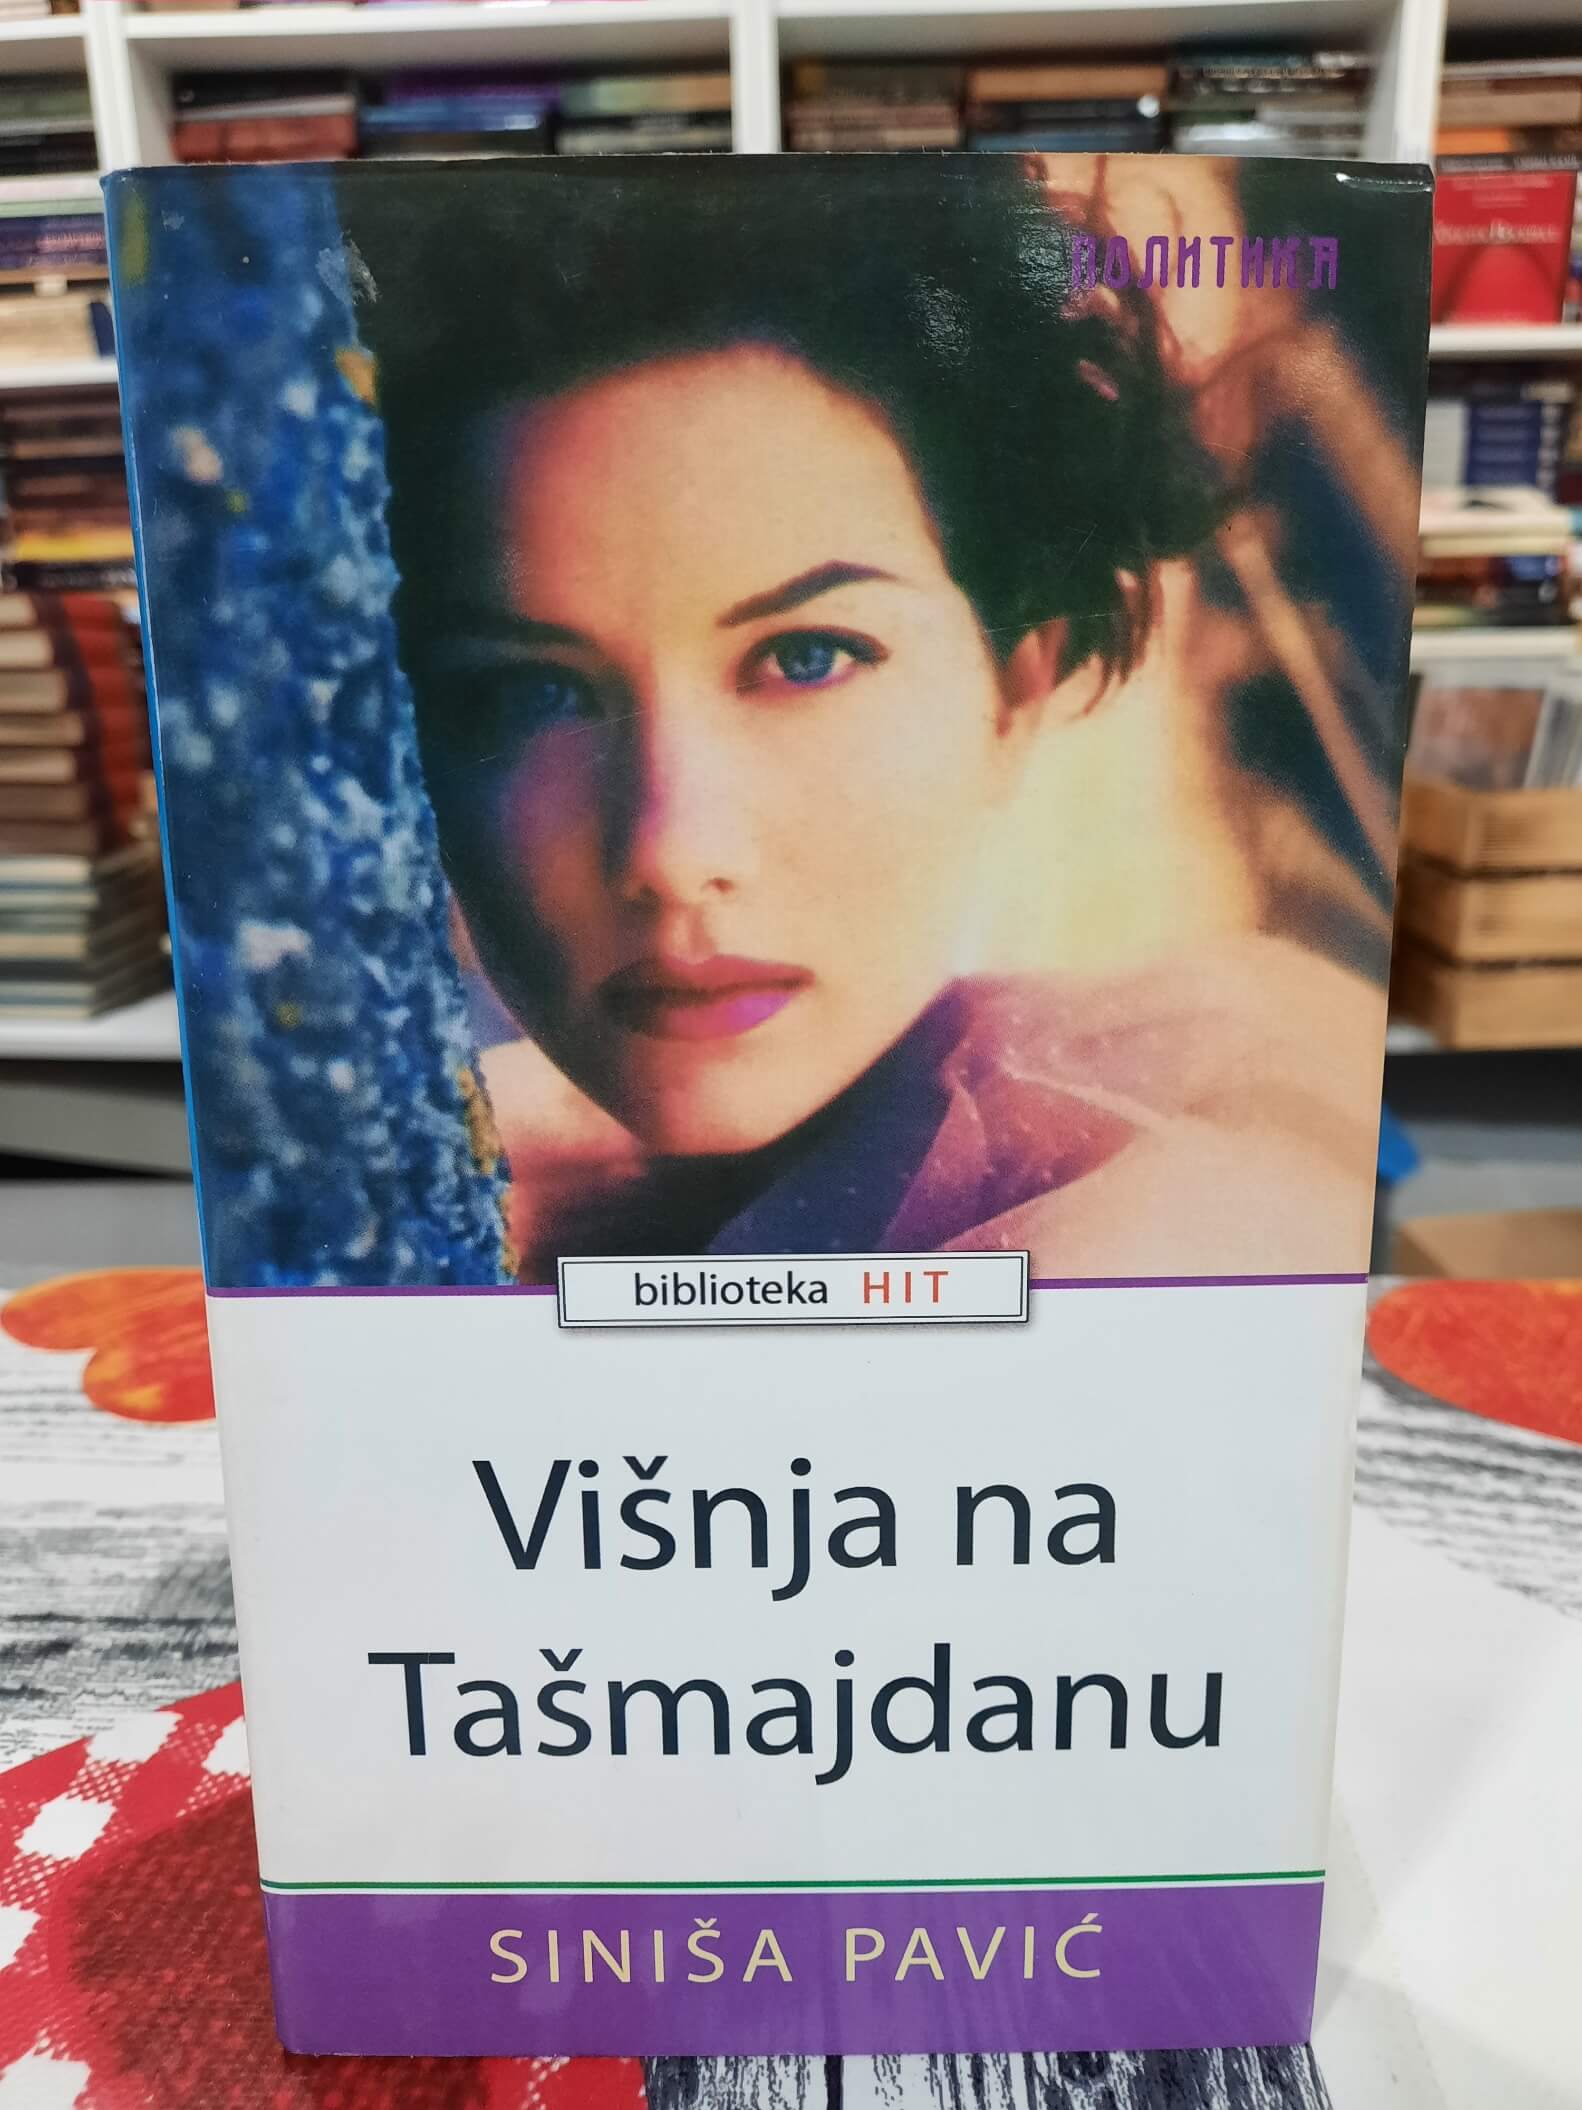 ПОЛИТИКА
biblioteka HIT
Višnja na
Tašmajdanu
SINIŠA PAVIĆ